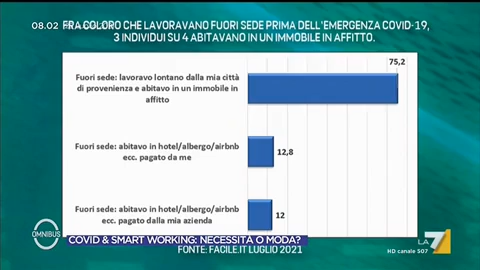 08.02
FRA COLORO CHE LAVORAVANO FUORI SEDE PRIMA DELL'EMERGENZA COVID-19,
3 INDIVIDUI SU 4 ABITAVANO IN UN IMMOBILE IN AFFITTO.
75,2
Fuori sede: lavoravo lontano dalla mia città
di provenienza e abitavo in un immobile in
affitto
Fuori sede: abitavo in hotel/albergo/airbnb
ecc. pagato da me
12,8
Fuori sede: abitavo in hotel/albergo/airbnb
ecc. pagato dalla mia azienda
12
OMNIBUS
COVID & SMART WORKING: NECESSITÀ O MODA?
FONTE: FACILE.IT LUGLIO 2021
LA 7
HD canale 507